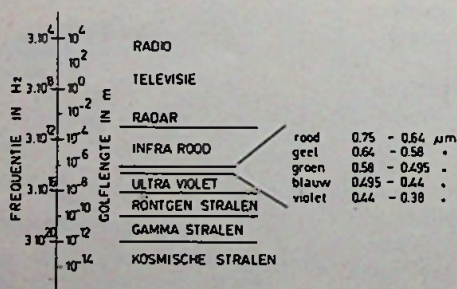 FREQUENTIE IN Hz
3.10⁴
3.10⁸
3.10¹²
3.10¹⁶
3.10²⁰
GOLFLENGTE IN m
10⁴
10²
10⁰
10⁻²
10⁻⁴
10⁻⁶
10⁻⁸
10⁻¹⁰
10⁻¹²
10⁻¹⁴
RADIO
TELEVISIE
RADAR
INFRA ROOD
ULTRA VIOLET
RÖNTGEN STRALEN
GAMMA STRALEN
KOSMISCHE STRALEN
rood 0.75 - 0.64 µm
geel 0.64 - 0.58 "
groen 0.58 - 0.495 "
blauw 0.495 - 0.44 "
violet 0.44 - 0.38 "